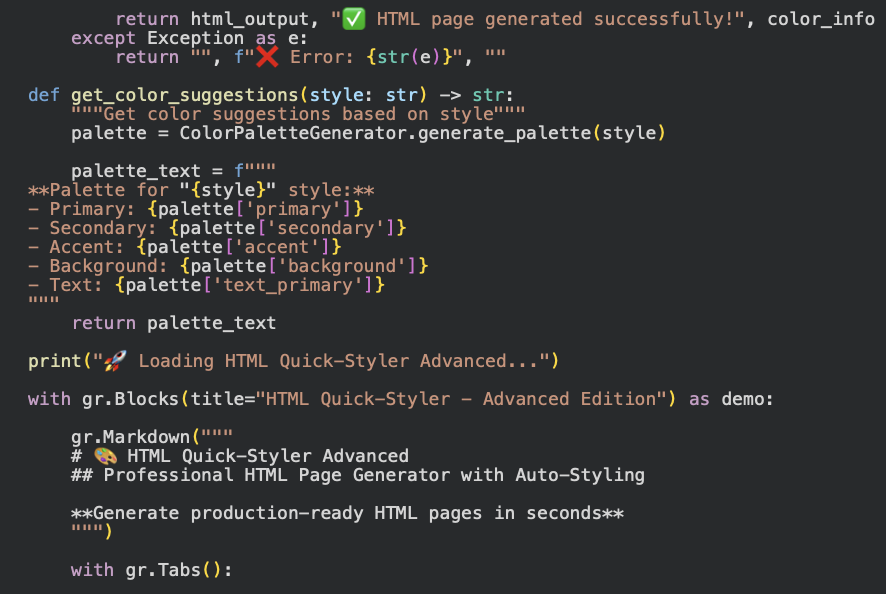 return html_output, "✅ HTML page generated successfully!", color_info
    except Exception as e:
        return "", f"❌ Error: {str(e)}", ""

def get_color_suggestions(style: str) -> str:
    """Get color suggestions based on style"""
    palette = ColorPaletteGenerator.generate_palette(style)

    palette_text = f"""
**Palette for "{style}" style:**
- Primary: {palette['primary']}
- Secondary: {palette['secondary']}
- Accent: {palette['accent']}
- Background: {palette['background']}
- Text: {palette['text_primary']}
"""
    return palette_text

print("🚀 Loading HTML Quick-Styler Advanced...")

with gr.Blocks(title="HTML Quick-Styler - Advanced Edition") as demo:

    gr.Markdown("""
    # 🎨 HTML Quick-Styler Advanced
    ## Professional HTML Page Generator with Auto-Styling

    **Generate production-ready HTML pages in seconds**
    """)

    with gr.Tabs():